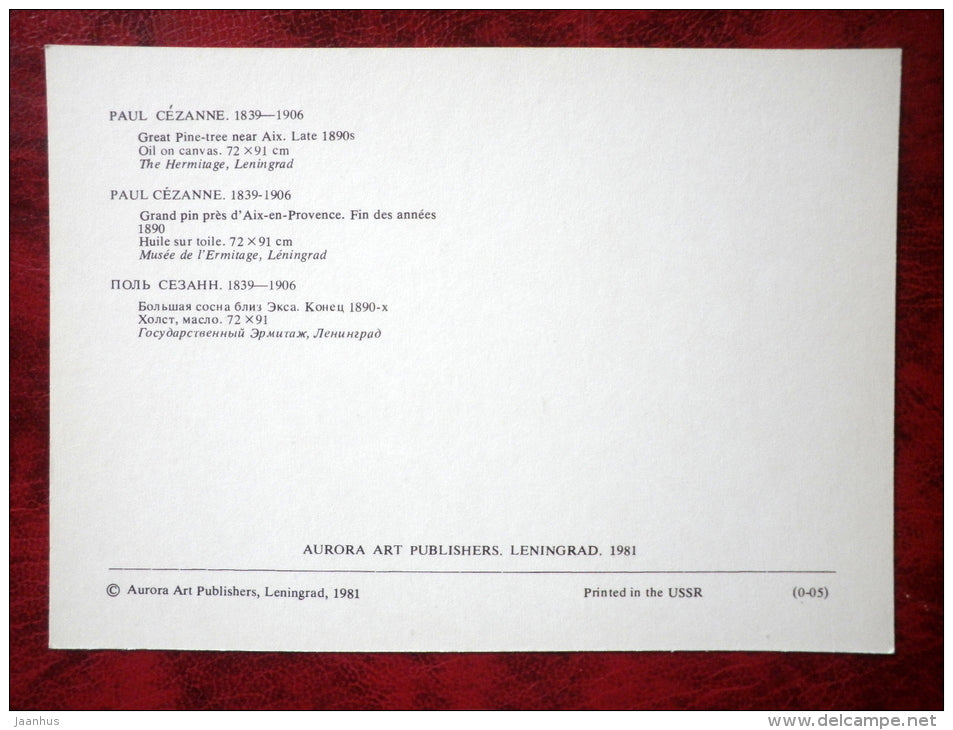 PAUL CÉZANNE. 1839—1906
Great Pine-tree near Aix. Late 1890s
Oil on canvas. 72 × 91 cm
The Hermitage, Leningrad
PAUL CÉZANNE. 1839-1906
Grand pin près d'Aix-en-Provence. Fin des années
1890
Huile sur toile. 72 × 91 cm
Musée de l'Ermitage, Léningrad
ПОЛЬ СЕЗАНН. 1839—1906
Большая сосна близ Экса. Конец 1890-х
Холст, масло. 72 × 91
Государственный Эрмитаж, Ленинград
AURORA ART PUBLISHERS. LENINGRAD. 1981
© Aurora Art Publishers, Leningrad, 1981 Printed in the USSR (0-05)
jaanhus delcampe.net